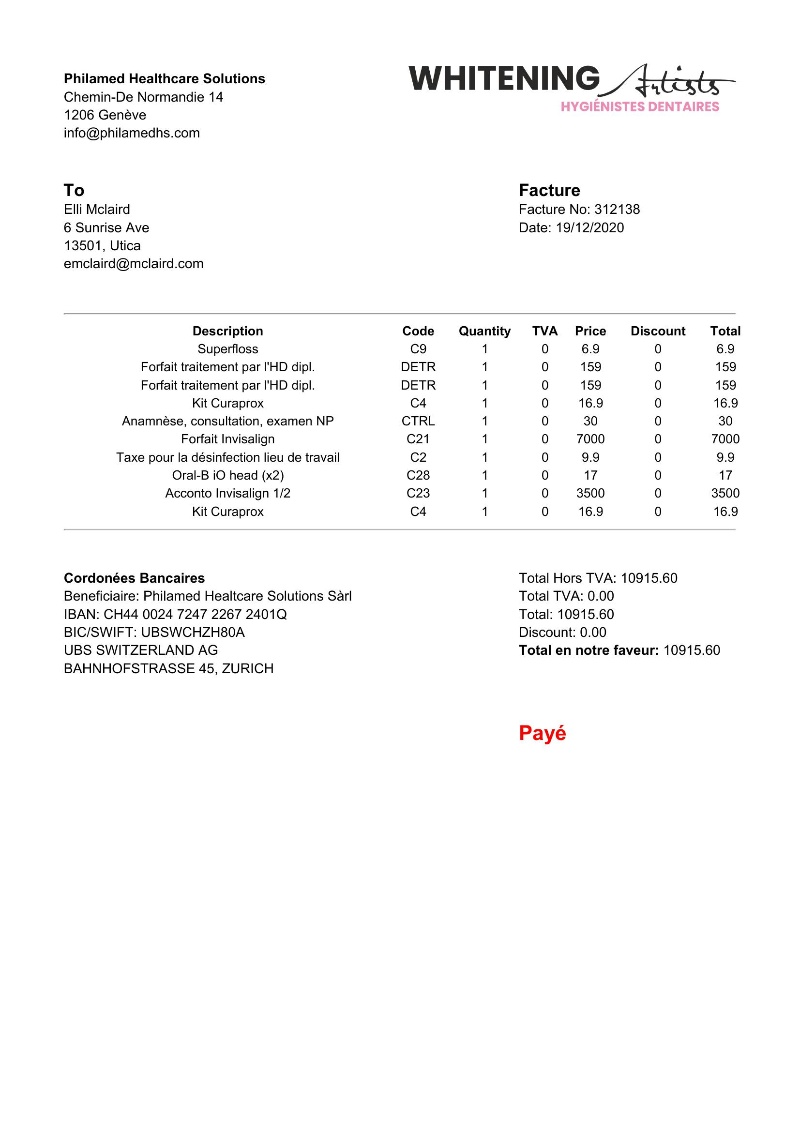 Philamed Healthcare Solutions
Chemin-De Normandie 14
1206 Genève
info@philamedhs.com
WHITENING Artists
HYGIÉNISTES DENTAIRES
To
Elli Mclaird
6 Sunrise Ave
13501, Utica
emclaird@mclaird.com
Facture
Facture No: 312138
Date: 19/12/2020
Description Code Quantity TVA Price Discount Total
Superfloss C9 1 0 6.9 0 6.9
Forfait traitement par l'HD dipl. DETR 1 0 159 0 159
Forfait traitement par l'HD dipl. DETR 1 0 159 0 159
Kit Curaprox C4 1 0 16.9 0 16.9
Anamnèse, consultation, examen NP CTRL 1 0 30 0 30
Forfait Invisalign C21 1 0 7000 0 7000
Taxe pour la désinfection lieu de travail C2 1 0 9.9 0 9.9
Oral-B iO head (x2) C28 1 0 17 0 17
Acconto Invisalign 1/2 C23 1 0 3500 0 3500
Kit Curaprox C4 1 0 16.9 0 16.9
Cordonées Bancaires
Beneficiaire: Philamed Healtcare Solutions Sàrl
IBAN: CH44 0024 7247 2267 2401Q
BIC/SWIFT: UBSWCHZH80A
UBS SWITZERLAND AG
BAHNHOFSTRASSE 45, ZURICH
Total Hors TVA: 10915.60
Total TVA: 0.00
Total: 10915.60
Discount: 0.00
Total en notre faveur: 10915.60
Payé